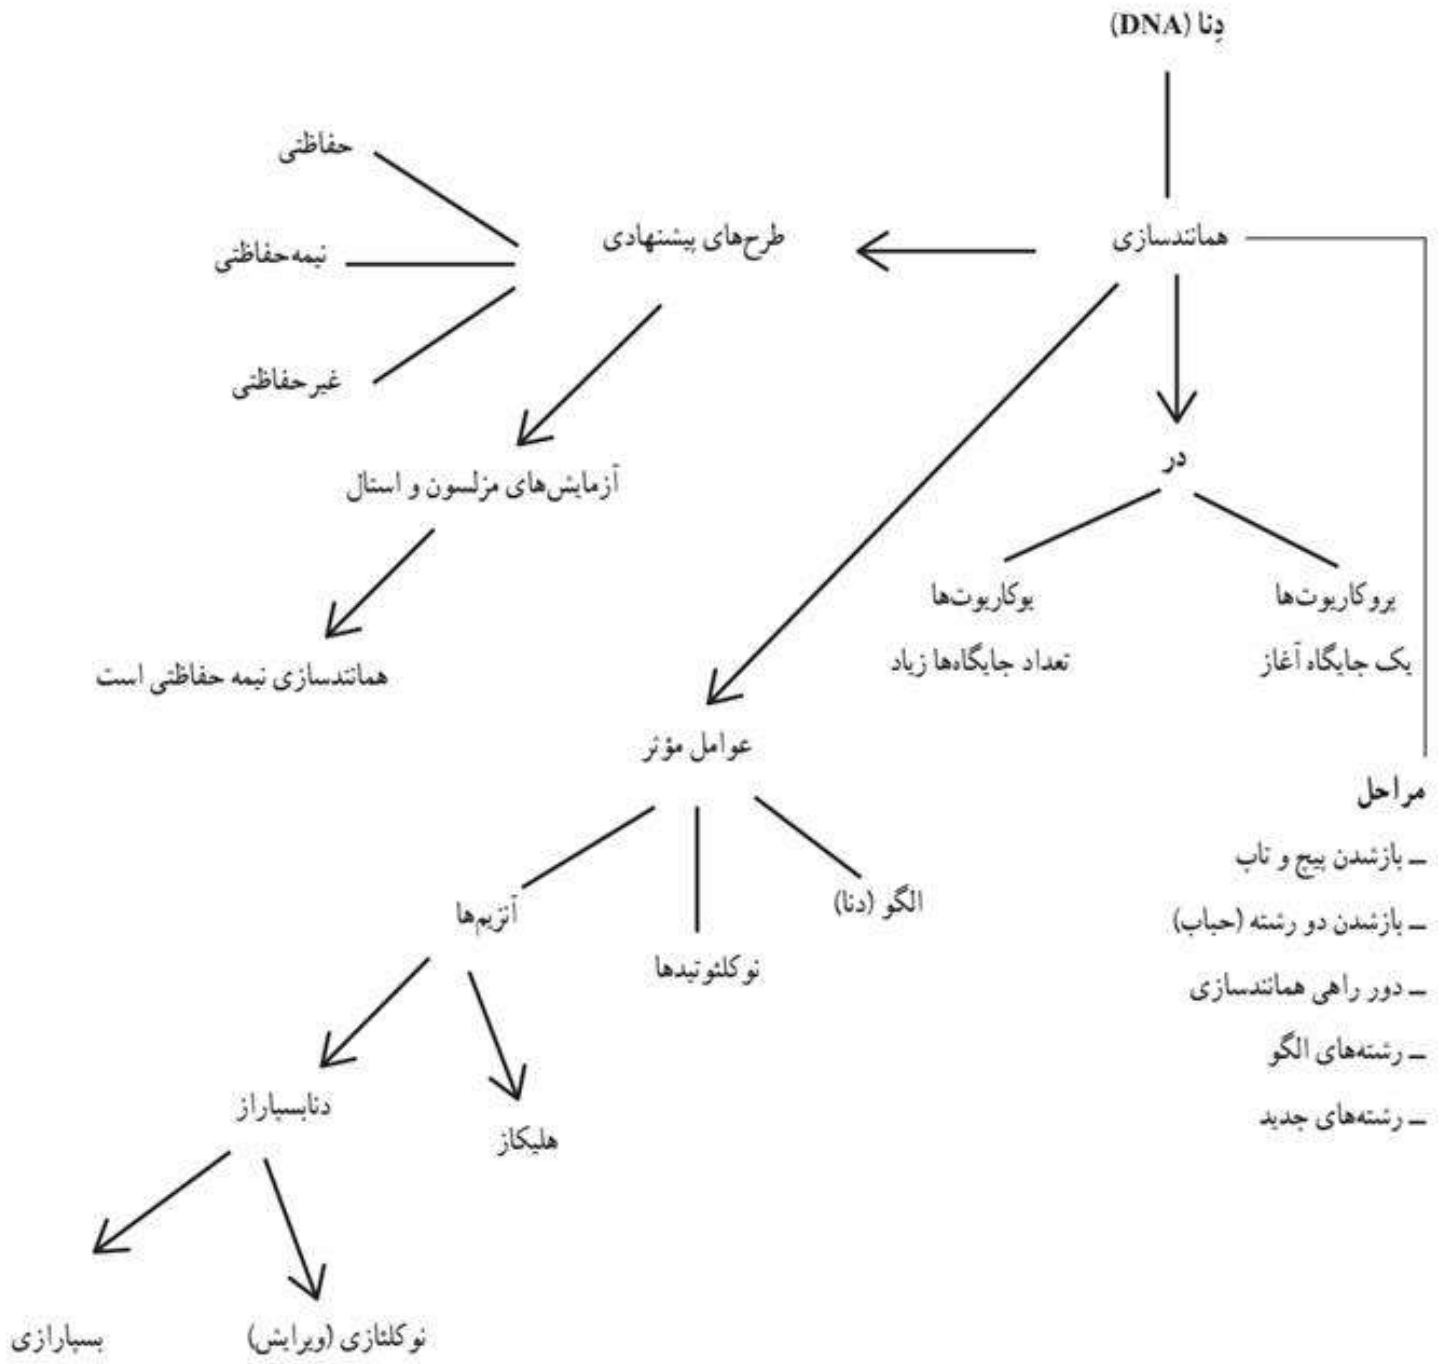 دِنا (DNA)
همانندسازی
طرح‌های پیشنهادی
حفاظتی
نیمه‌حفاظتی
غیرحفاظتی
آزمایش‌های مزلسون و استال
همانندسازی نیمه حفاظتی است
در
پروکاریوت‌ها
یک جایگاه آغاز
یوکاریوت‌ها
تعداد جایگاه‌ها زیاد
عوامل مؤثر
الگو (دنا)
نوکلئوتیدها
آنزیم‌ها
هلیکاز
دنابسپاراز
نوکلئازی (ویرایش)
بسپارازی
مراحل
ـ بازشدن پیچ و تاب
ـ بازشدن دو رشته (حباب)
ـ دور راهی همانندسازی
ـ رشته‌های الگو
ـ رشته‌های جدید